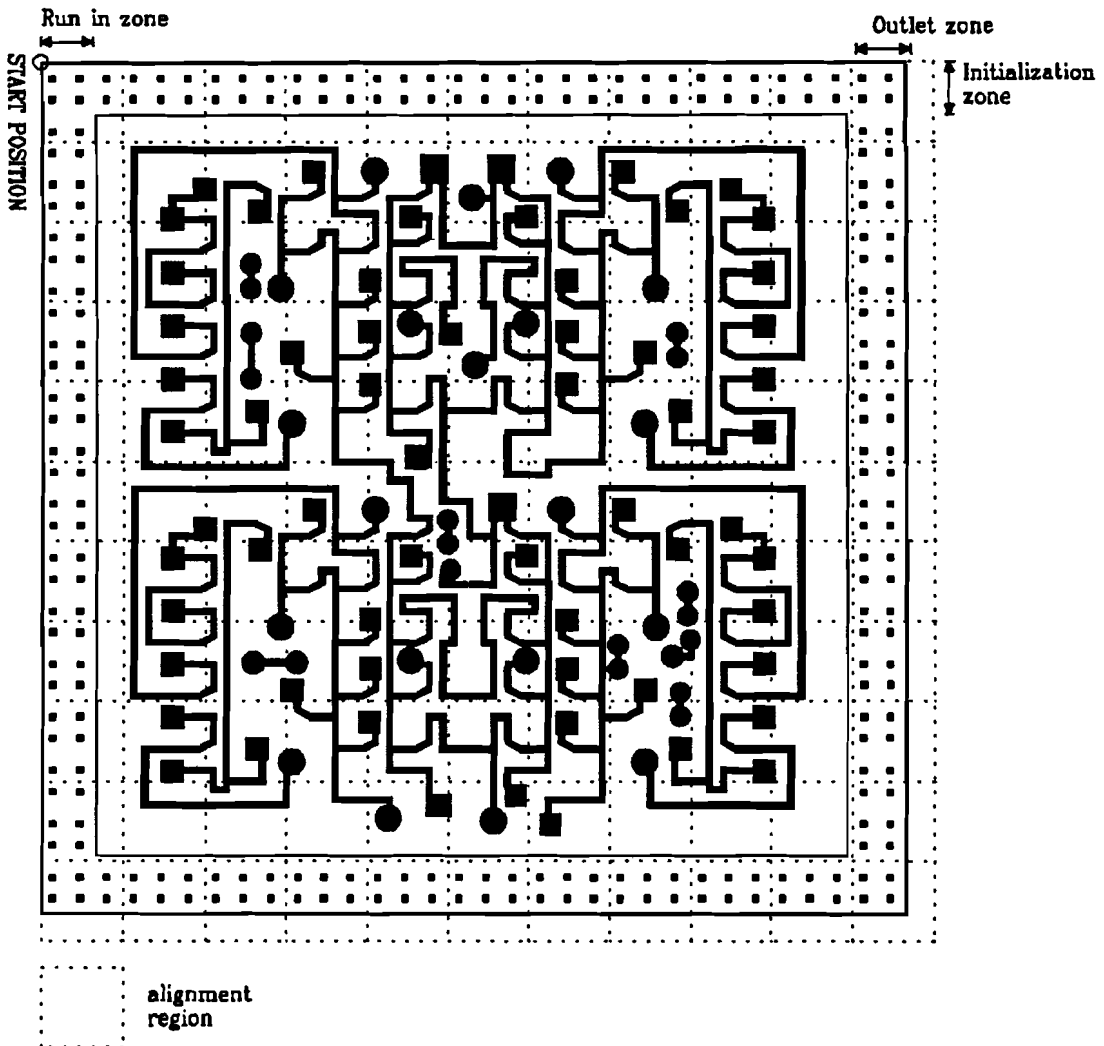 Run in zone
Outlet zone
START POSITION
Initialization
zone
alignment
region